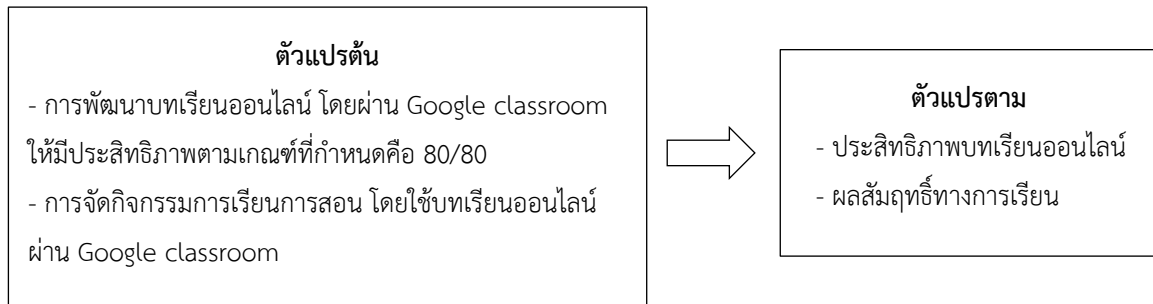 ตัวแปรต้น
- การพัฒนาบทเรียนออนไลน์ โดยผ่าน Google classroom
ให้มีประสิทธิภาพตามเกณฑ์ที่กำหนดคือ 80/80
- การจัดกิจกรรมการเรียนการสอน โดยใช้บทเรียนออนไลน์
ผ่าน Google classroom
ตัวแปรตาม
- ประสิทธิภาพบทเรียนออนไลน์
- ผลสัมฤทธิ์ทางการเรียน